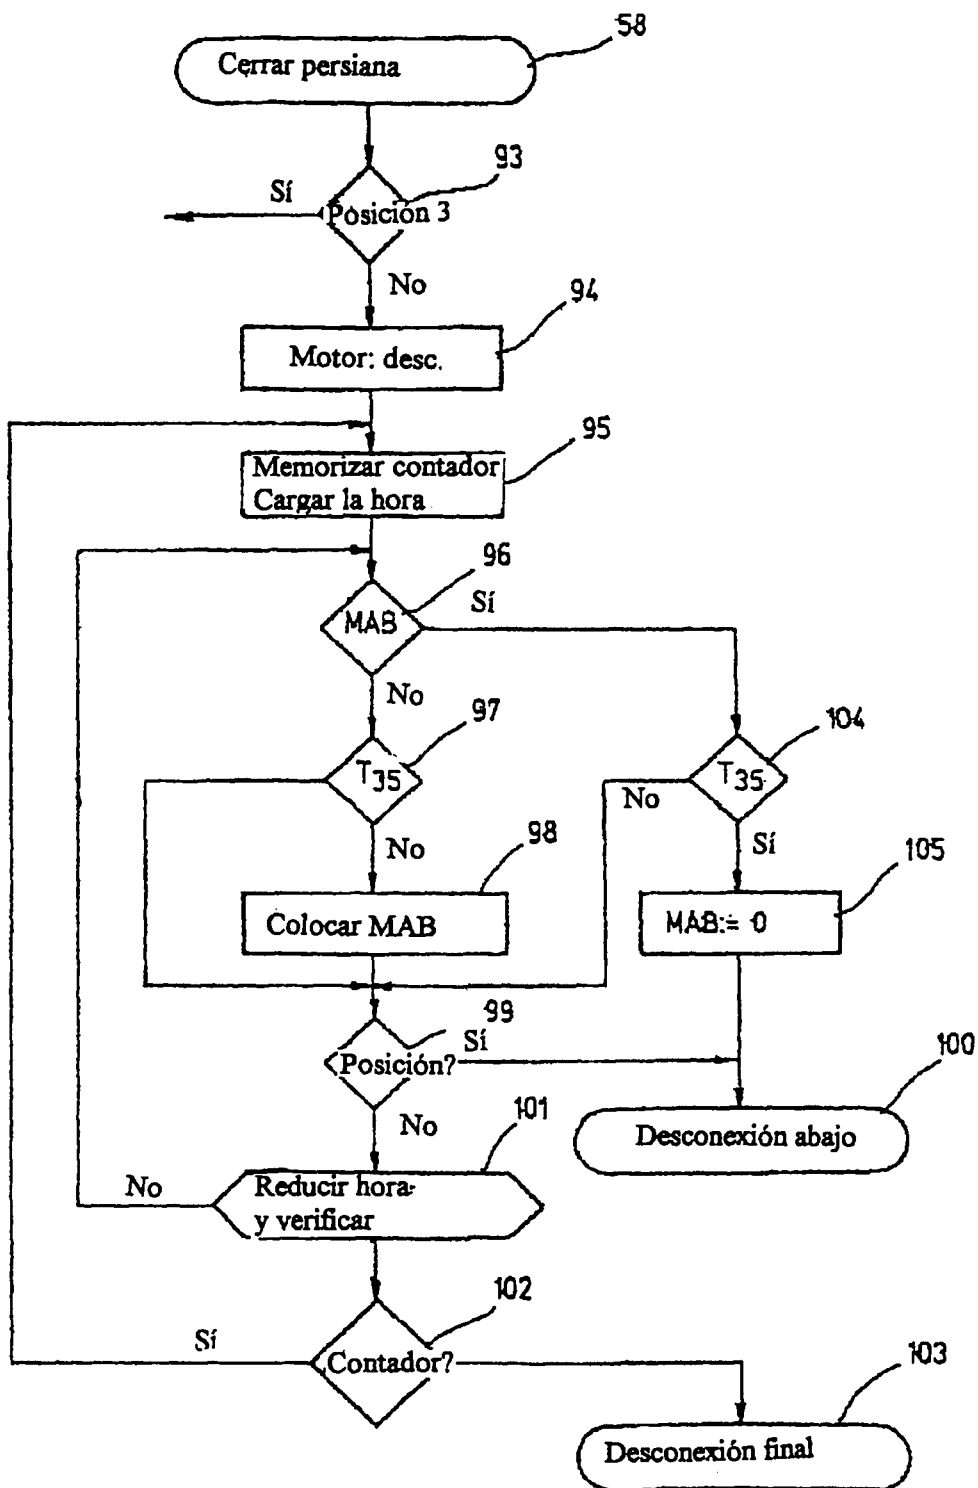 58
Cerrar persiana
93
Sí
Posición 3
No
94
Motor: desc.
95
Memorizar contador
Cargar la hora
96
MAB
Sí
No
97
T35
104
T35
No
No
Sí
98
Colocar MAB
105
MAB:= 0
99
Posición?
Sí
No
100
Desconexión abajo
101
Reducir hora
y verificar
No
102
Contador?
Sí
103
Desconexión final